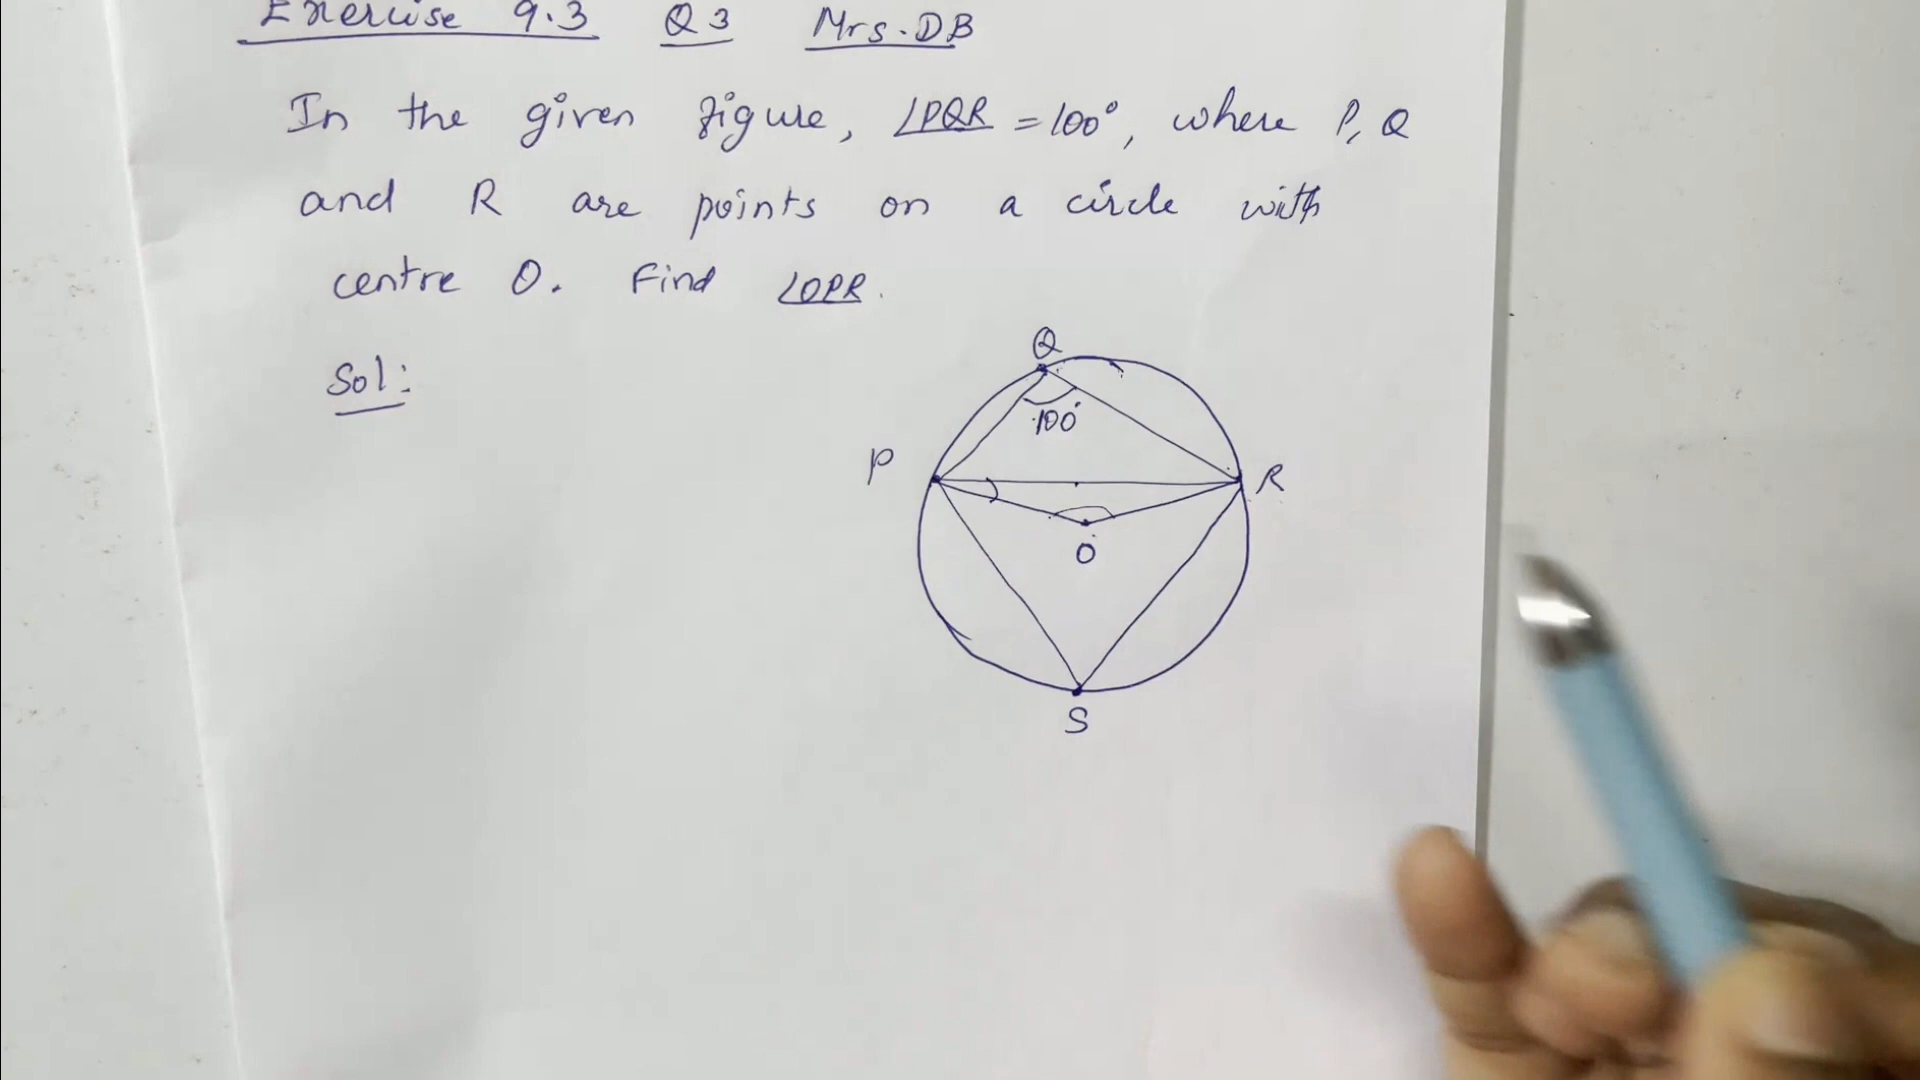 Exercise 9.3 Q3 Mrs.DB
In the given figure, ∠PQR = 100°, where P, Q
and R are points on a circle with
centre O. Find ∠OPR.
Sol:
Q
100°
P
R
O
S